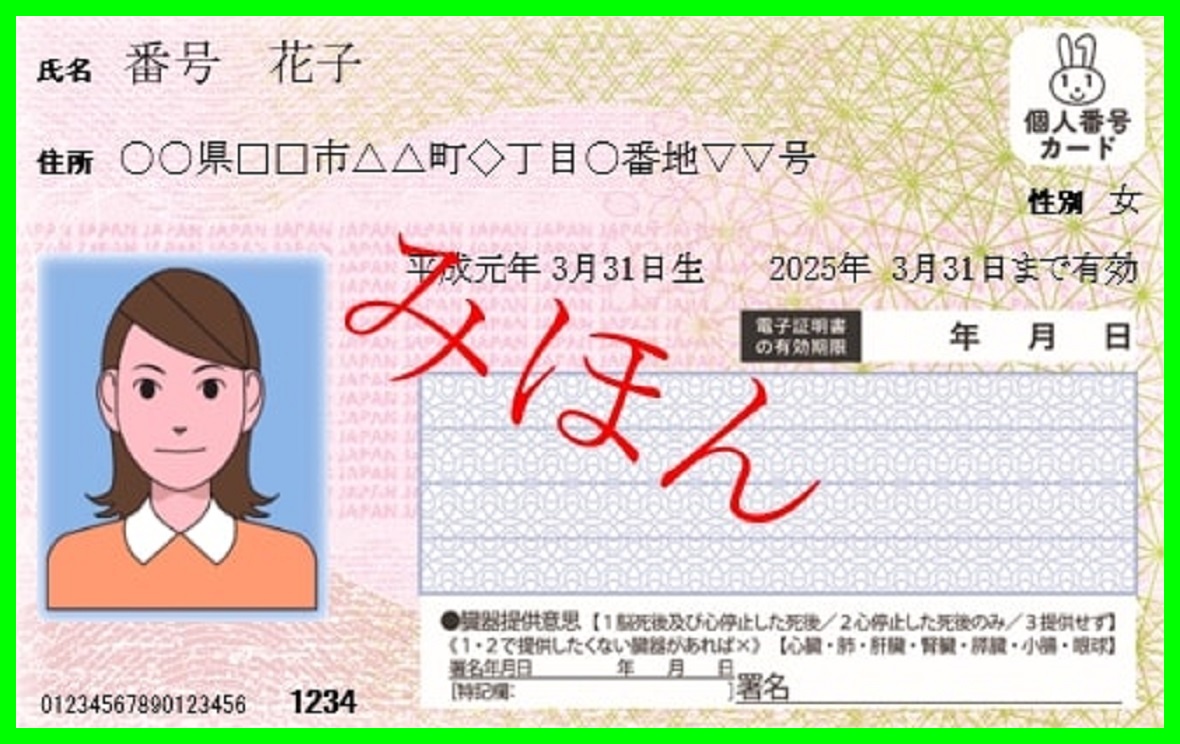 氏名 番号　花子
個人番号
カード
住所 〇〇県□□市△△町◇丁目〇番地▽▽号
性別 女
平成元年 3月31日生 2025年 3月31日まで有効
みほん
電子証明書
の有効期限 年 月 日
●臓器提供意思【1脳死後及び心停止した死後／2心停止した死後のみ／3提供せず】
《1・2で提供したくない臓器があれば×》【心臓・肺・肝臓・腎臓・膵臓・小腸・眼球】
署名年月日 年 月 日
[特記欄: ] 署名
01234567890123456 1234
JAPAN JAPAN JAPAN JAPAN JAPAN JAPAN JAPAN